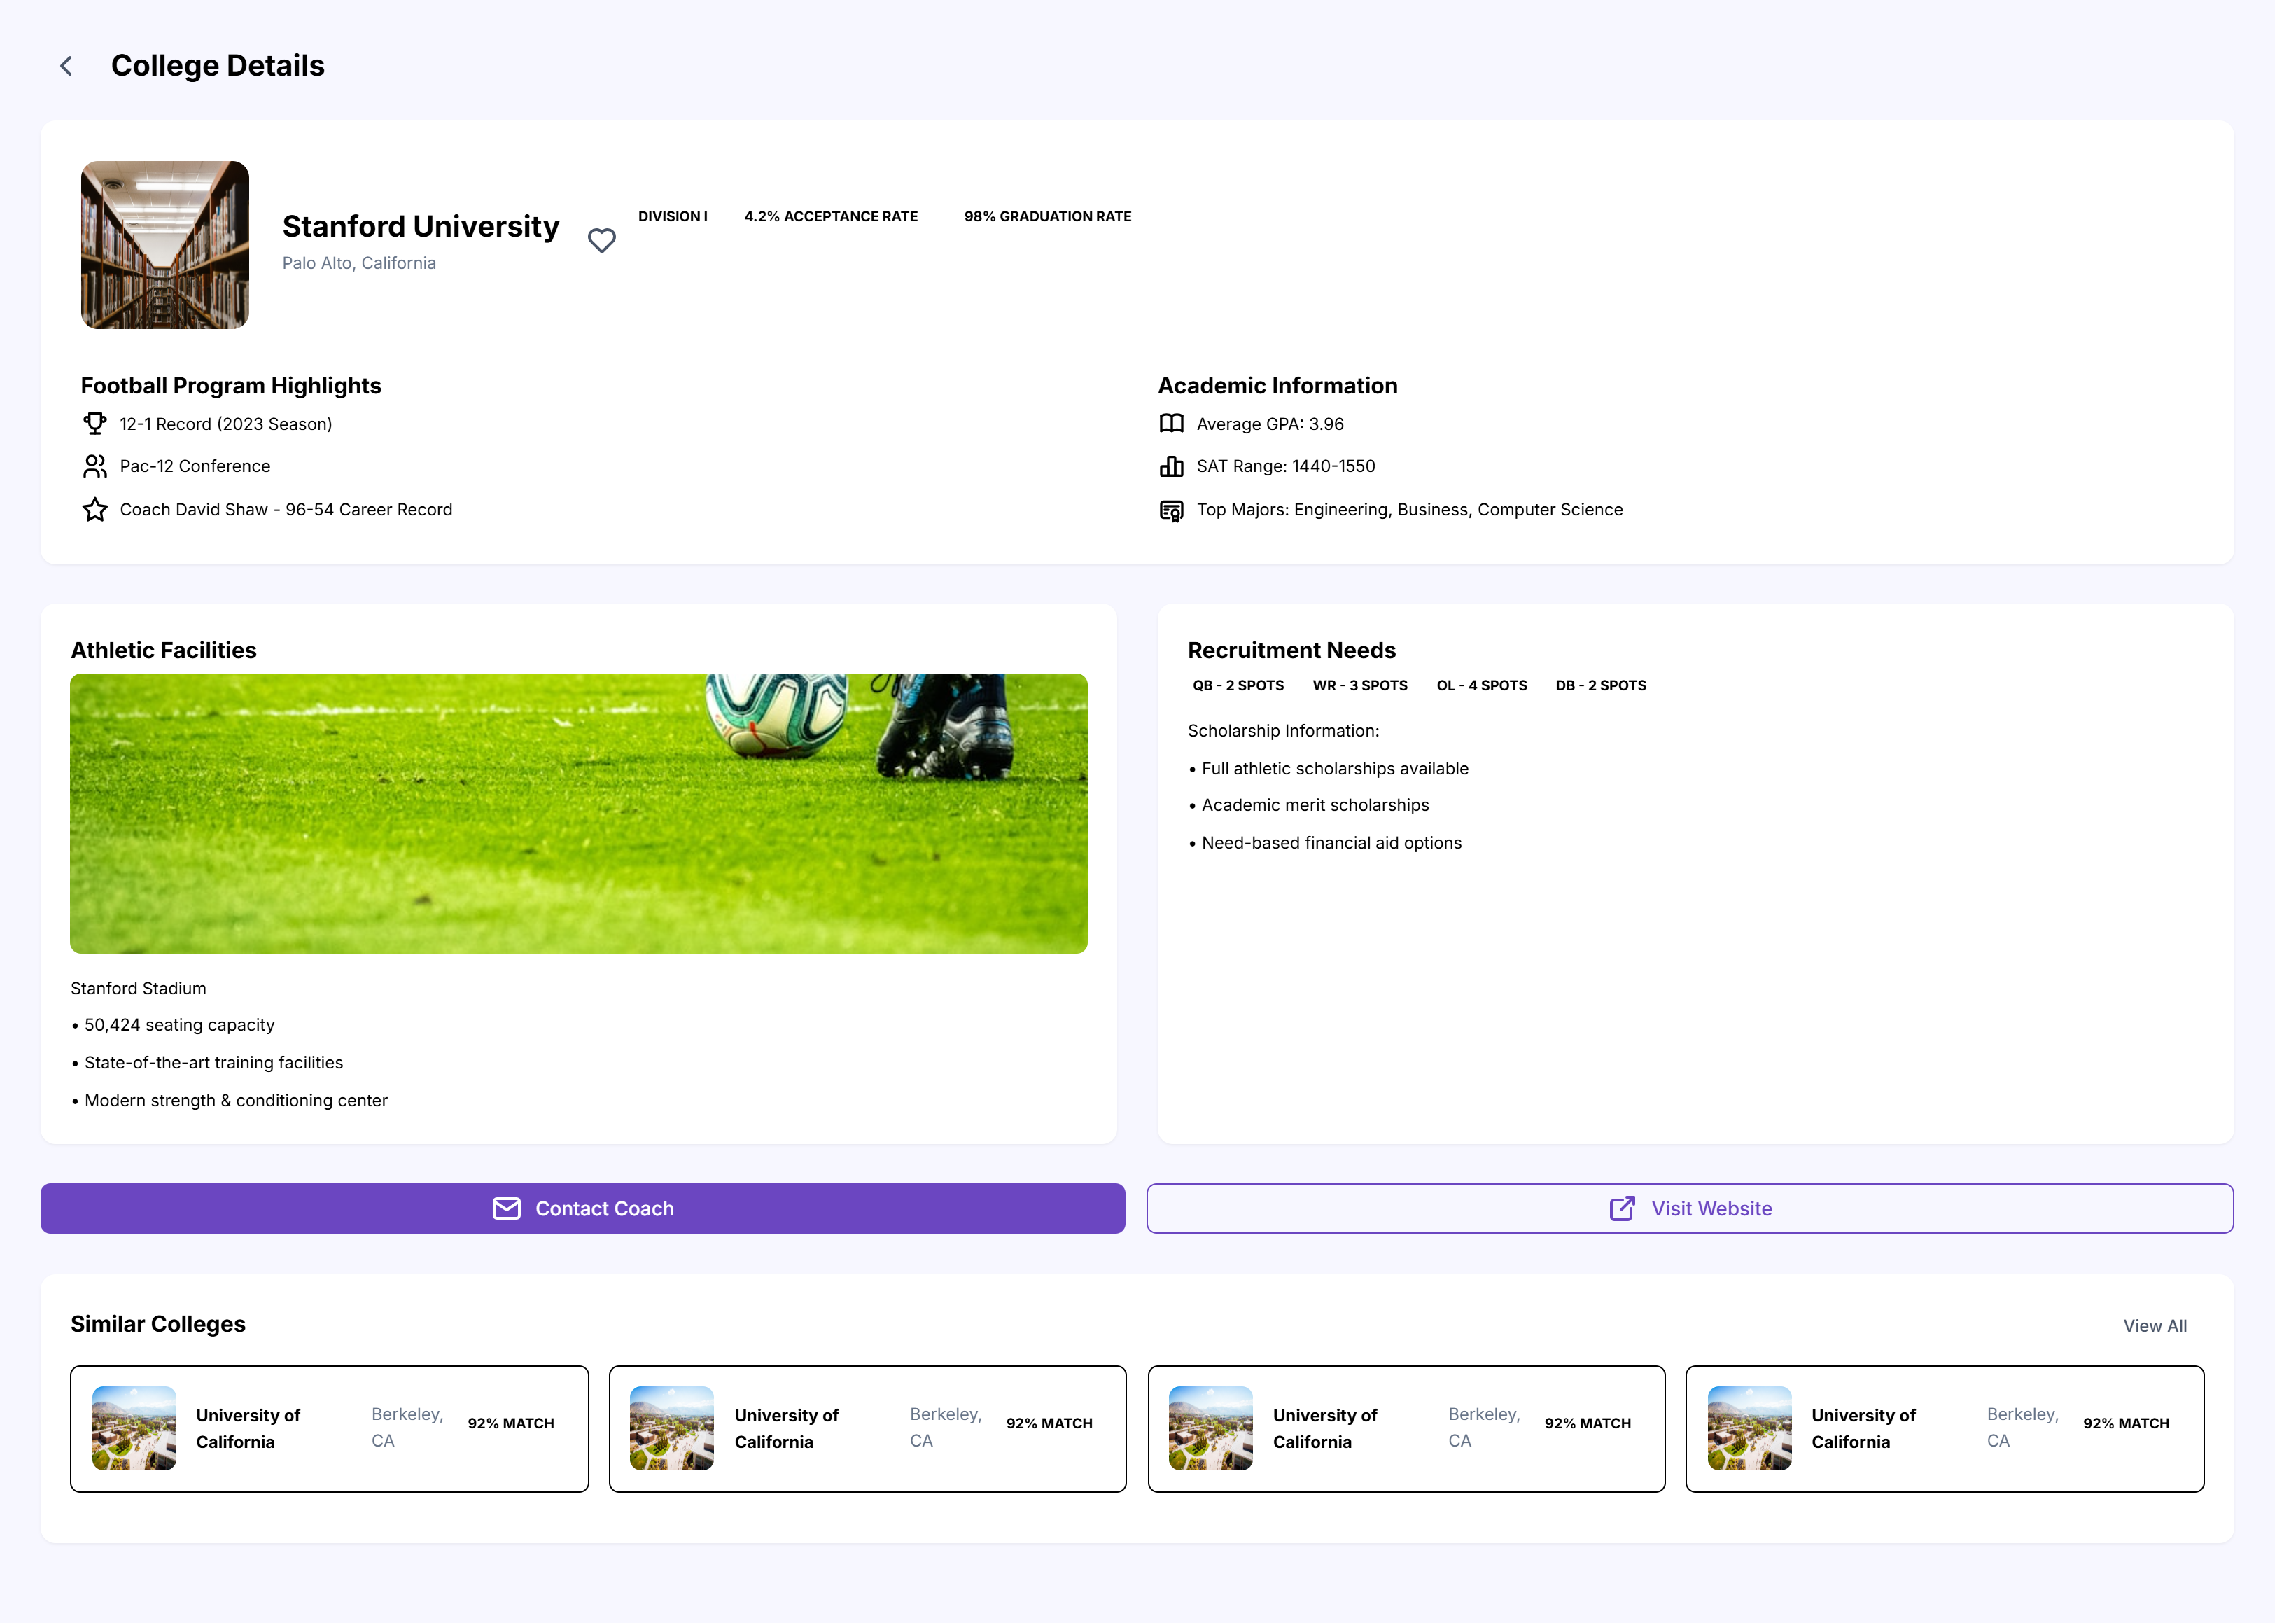 College Details
Stanford University
Palo Alto, California
DIVISION I
4.2% ACCEPTANCE RATE
98% GRADUATION RATE
Football Program Highlights
12-1 Record (2023 Season)
Pac-12 Conference
Coach David Shaw - 96-54 Career Record
Academic Information
Average GPA: 3.96
SAT Range: 1440-1550
Top Majors: Engineering, Business, Computer Science
Athletic Facilities
Stanford Stadium
• 50,424 seating capacity
• State-of-the-art training facilities
• Modern strength & conditioning center
Recruitment Needs
QB - 2 SPOTS
WR - 3 SPOTS
OL - 4 SPOTS
DB - 2 SPOTS
Scholarship Information:
• Full athletic scholarships available
• Academic merit scholarships
• Need-based financial aid options
Contact Coach
Visit Website
Similar Colleges
View All
University of
California
Berkeley,
CA
92% MATCH
University of
California
Berkeley,
CA
92% MATCH
University of
California
Berkeley,
CA
92% MATCH
University of
California
Berkeley,
CA
92% MATCH